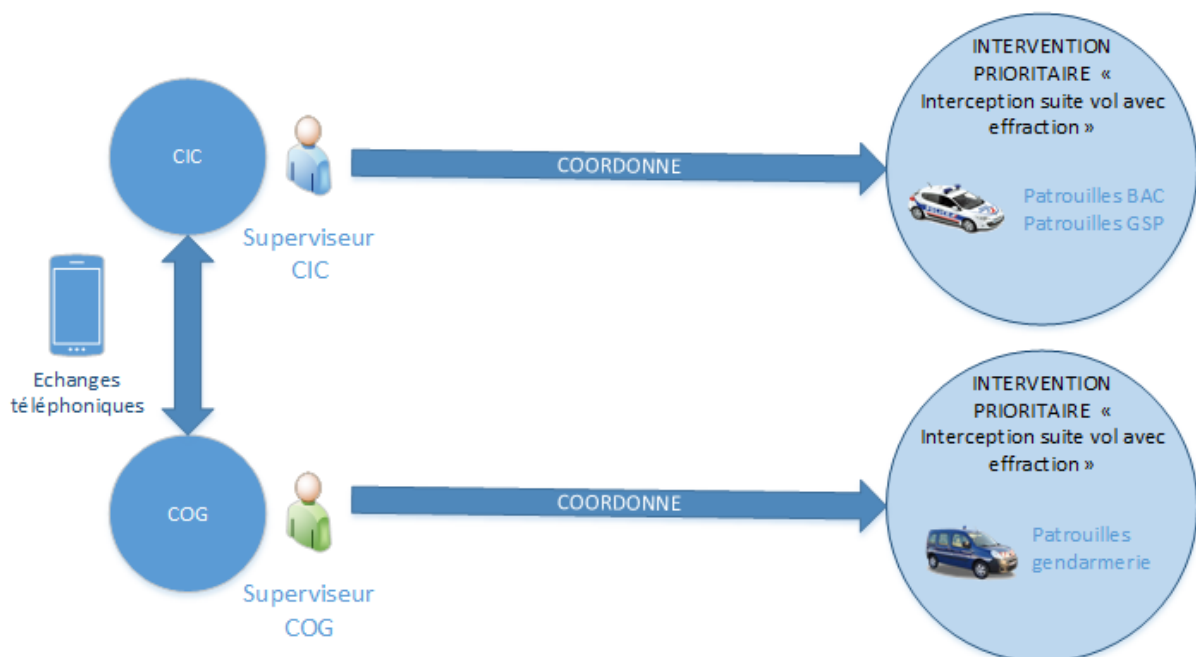 INTERVENTION
PRIORITAIRE «
Interception suite vol avec
effraction »
CIC
COORDONNE
Patrouilles BAC
Patrouilles GSP
Superviseur
CIC
Echanges
téléphoniques
INTERVENTION
PRIORITAIRE «
Interception suite vol avec
effraction »
COG
COORDONNE
Patrouilles
gendarmerie
Superviseur
COG